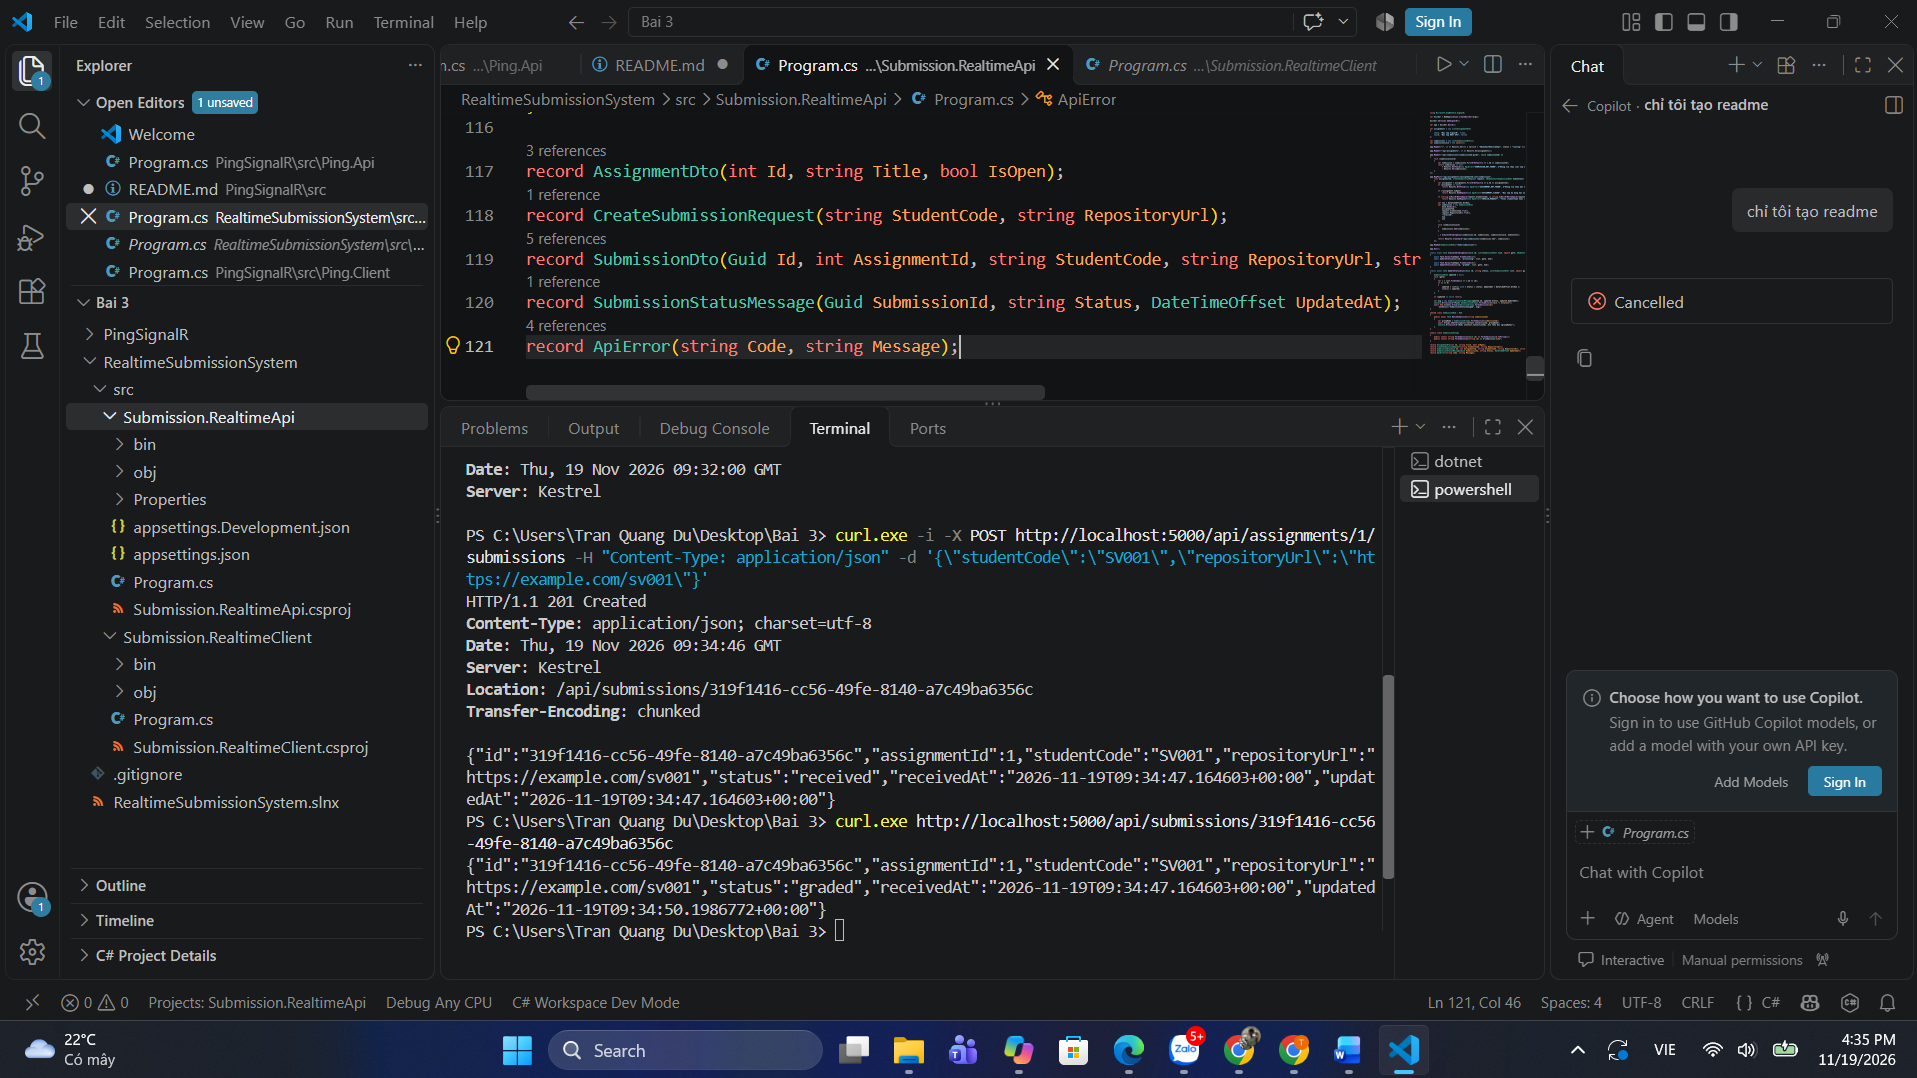 File Edit Selection View Go Run Terminal Help
Bai 3
Sign In
Explorer
Open Editors 1 unsaved
Welcome
Program.cs PingSignalR\src\Ping.Api
README.md PingSignalR\src
Program.cs RealtimeSubmissionSystem\src...
Program.cs RealtimeSubmissionSystem\src\...
Program.cs PingSignalR\src\Ping.Client
Bai 3
PingSignalR
RealtimeSubmissionSystem
src
Submission.RealtimeApi
bin
obj
Properties
appsettings.Development.json
appsettings.json
Program.cs
Submission.RealtimeApi.csproj
Submission.RealtimeClient
bin
obj
Program.cs
Submission.RealtimeClient.csproj
.gitignore
RealtimeSubmissionSystem.slnx
Outline
Timeline
C# Project Details
1
1
n.cs ...\Ping.Api
README.md
Program.cs ...\Submission.RealtimeApi
Program.cs ...\Submission.RealtimeClient
RealtimeSubmissionSystem > src > Submission.RealtimeApi > Program.cs > ApiError
116
3 references
117 record AssignmentDto(int Id, string Title, bool IsOpen);
1 reference
118 record CreateSubmissionRequest(string StudentCode, string RepositoryUrl);
5 references
119 record SubmissionDto(Guid Id, int AssignmentId, string StudentCode, string RepositoryUrl, str
1 reference
120 record SubmissionStatusMessage(Guid SubmissionId, string Status, DateTimeOffset UpdatedAt);
4 references
121 record ApiError(string Code, string Message);
Problems Output Debug Console Terminal Ports
dotnet
powershell
Date: Thu, 19 Nov 2026 09:32:00 GMT
Server: Kestrel
PS C:\Users\Tran Quang Du\Desktop\Bai 3> curl.exe -i -X POST http://localhost:5000/api/assignments/1/
submissions -H "Content-Type: application/json" -d '{\"studentCode\":\"SV001\",\"repositoryUrl\":\"ht
tps://example.com/sv001\"}'
HTTP/1.1 201 Created
Content-Type: application/json; charset=utf-8
Date: Thu, 19 Nov 2026 09:34:46 GMT
Server: Kestrel
Location: /api/submissions/319f1416-cc56-49fe-8140-a7c49ba6356c
Transfer-Encoding: chunked
{"id":"319f1416-cc56-49fe-8140-a7c49ba6356c","assignmentId":1,"studentCode":"SV001","repositoryUrl":"
https://example.com/sv001","status":"received","receivedAt":"2026-11-19T09:34:47.164603+00:00","updat
edAt":"2026-11-19T09:34:47.164603+00:00"}
PS C:\Users\Tran Quang Du\Desktop\Bai 3> curl.exe http://localhost:5000/api/submissions/319f1416-cc56
-49fe-8140-a7c49ba6356c
{"id":"319f1416-cc56-49fe-8140-a7c49ba6356c","assignmentId":1,"studentCode":"SV001","repositoryUrl":"
https://example.com/sv001","status":"graded","receivedAt":"2026-11-19T09:34:47.164603+00:00","updated
At":"2026-11-19T09:34:50.1986772+00:00"}
PS C:\Users\Tran Quang Du\Desktop\Bai 3>
Chat
Copilot · chỉ tôi tạo readme
chỉ tôi tạo readme
Cancelled
Choose how you want to use Copilot.
Sign in to use GitHub Copilot models, or
add a model with your own API key.
Add Models Sign In
Program.cs
Chat with Copilot
Agent Models
Interactive Manual permissions
0 0 Projects: Submission.RealtimeApi Debug Any CPU C# Workspace Dev Mode
Ln 121, Col 46 Spaces: 4 UTF-8 CRLF { } C#
22°C
Có mây
Search
5+
Zalo
VIE
4:35 PM
11/19/2026